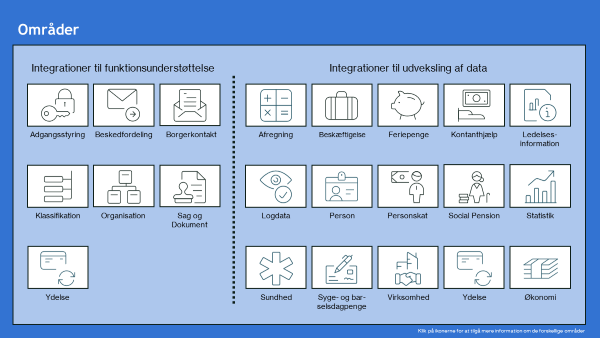 Områder
Integrationer til funktionsunderstøttelse
Integrationer til udveksling af data
Adgangsstyring
Beskedfordeling
Borgerkontakt
Afregning
Beskæftigelse
Feriepenge
Kontanthjælp
Ledelses-
information
Klassifikation
Organisation
Sag og
Dokument
Logdata
Person
Personskat
Social Pension
Statistik
Ydelse
Sundhed
Syge- og bar-
selsdagpenge
Virksomhed
Ydelse
Økonomi
Klik på ikonerne for at tilgå mere information om de forskellige områder